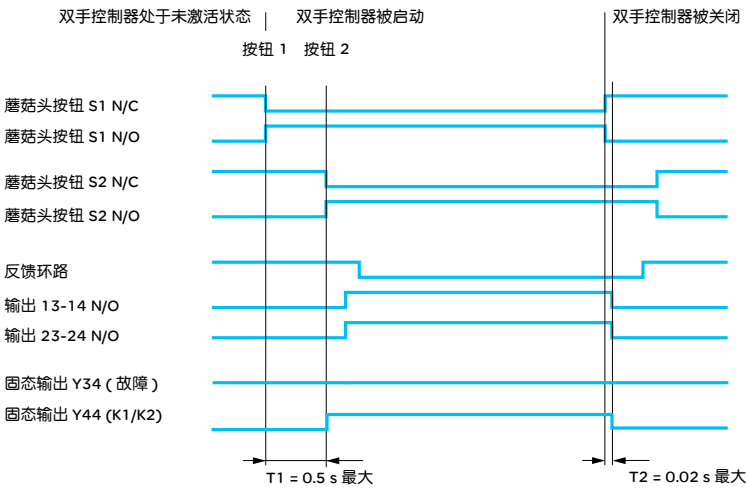 双手控制器处于未激活状态 双手控制器被启动 双手控制器被关闭
按钮 1 按钮 2
蘑菇头按钮 S1 N/C
蘑菇头按钮 S1 N/O
蘑菇头按钮 S2 N/C
蘑菇头按钮 S2 N/O
反馈环路
输出 13-14 N/O
输出 23-24 N/O
固态输出 Y34 ( 故障 )
固态输出 Y44 (K1/K2)
T1 = 0.5 s 最大 T2 = 0.02 s 最大